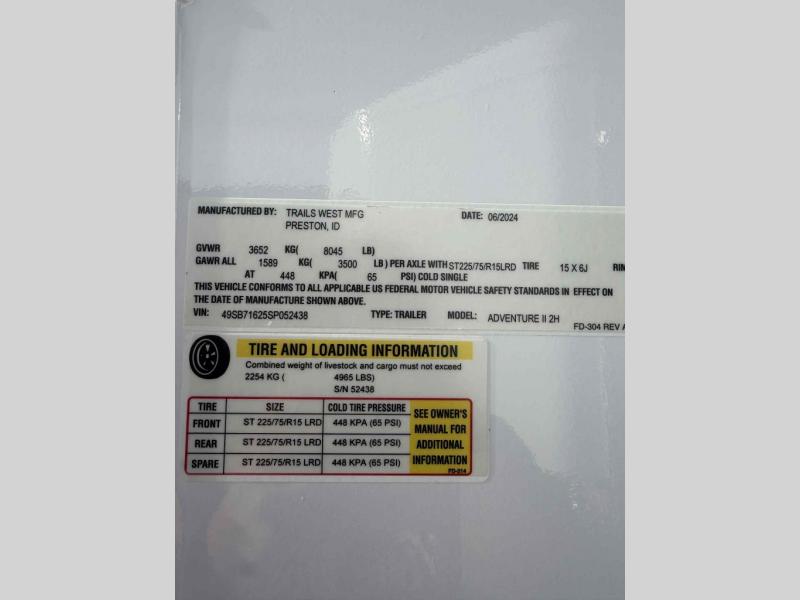 MANUFACTURED BY: TRAILS WEST MFG DATE: 06/2024
PRESTON, ID
GVWR 3652 KG( 8045 LB)
GAWR ALL 1589 KG( 3500 LB ) PER AXLE WITH ST225/75/R15LRD TIRE 15 X 6J RIM
AT 448 KPA( 65 PSI) COLD SINGLE
THIS VEHICLE CONFORMS TO ALL APPLICABLE US FEDERAL MOTOR VEHICLE SAFETY STANDARDS IN EFFECT ON
THE DATE OF MANUFACTURE SHOWN ABOVE.
VIN: 49SB71625SP052438 TYPE: TRAILER MODEL: ADVENTURE II 2H
FD-304 REV A
TIRE AND LOADING INFORMATION
Combined weight of livestock and cargo must not exceed
2254 KG ( 4965 LBS)
S/N 52438
TIRE SIZE COLD TIRE PRESSURE
FRONT ST 225/75/R15 LRD 448 KPA (65 PSI)
REAR ST 225/75/R15 LRD 448 KPA (65 PSI)
SPARE ST 225/75/R15 LRD 448 KPA (65 PSI)
SEE OWNER'S
MANUAL FOR
ADDITIONAL
INFORMATION
FD-014